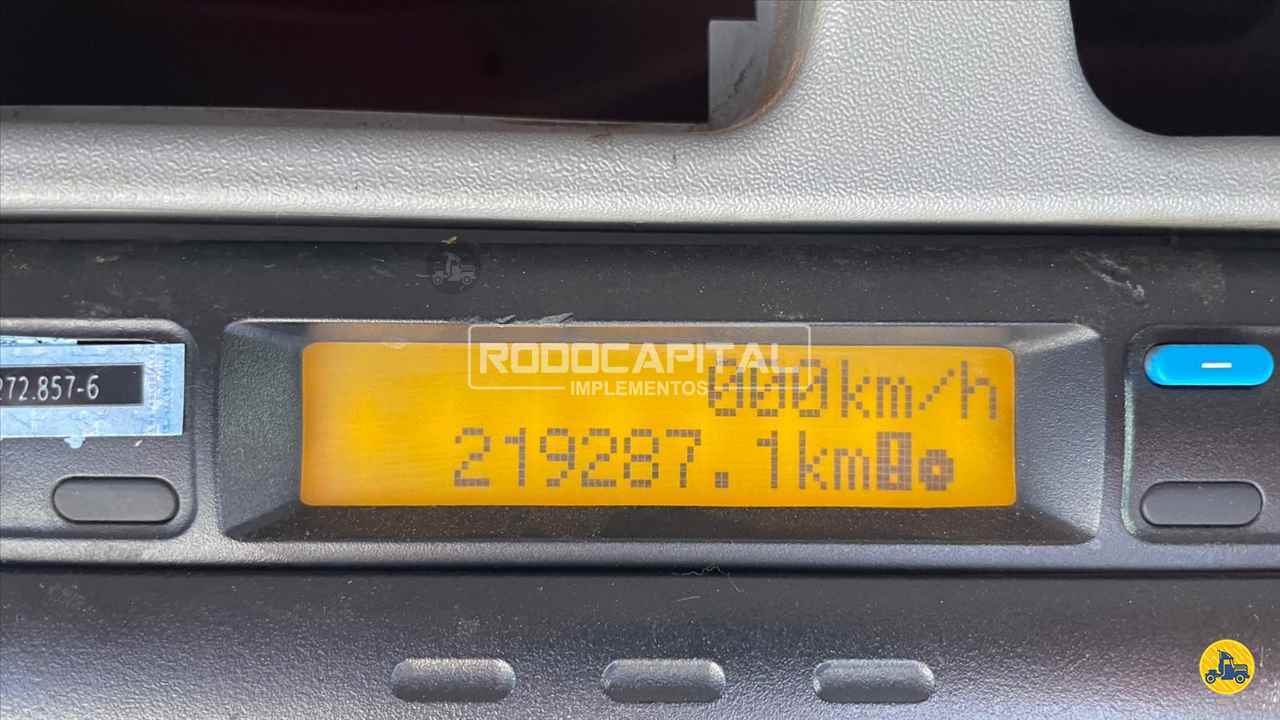 RODOCAPITAL
IMPLEMENTOS
272.857-6
000km/h
219287.1km